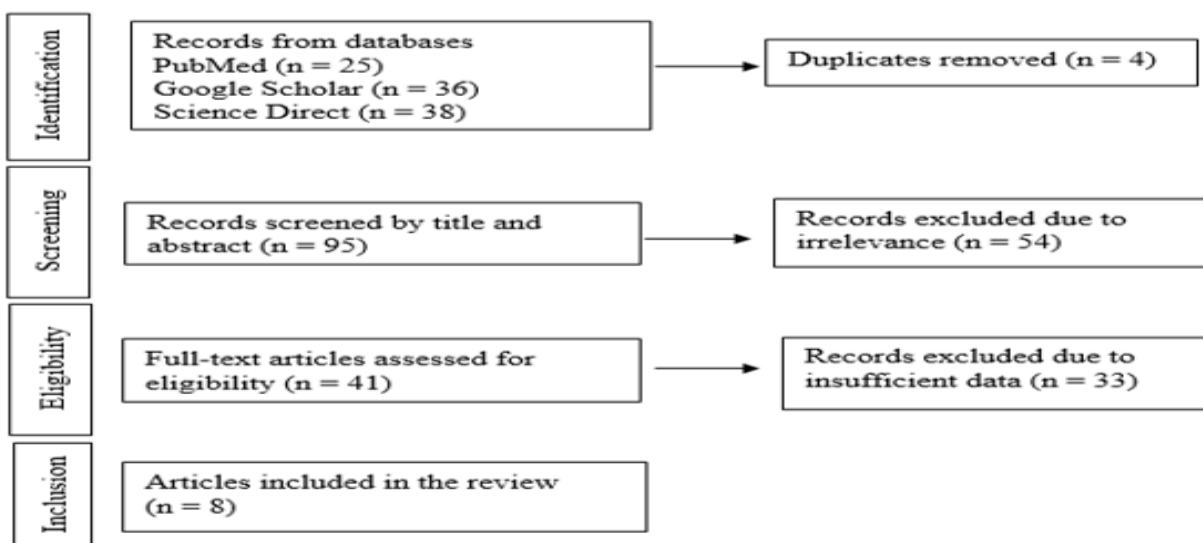 Identification
Records from databases
PubMed (n = 25)
Google Scholar (n = 36)
Science Direct (n = 38)
Duplicates removed (n = 4)
Screening
Records screened by title and
abstract (n = 95)
Records excluded due to
irrelevance (n = 54)
Eligibility
Full-text articles assessed for
eligibility (n = 41)
Records excluded due to
insufficient data (n = 33)
Inclusion
Articles included in the review
(n = 8)